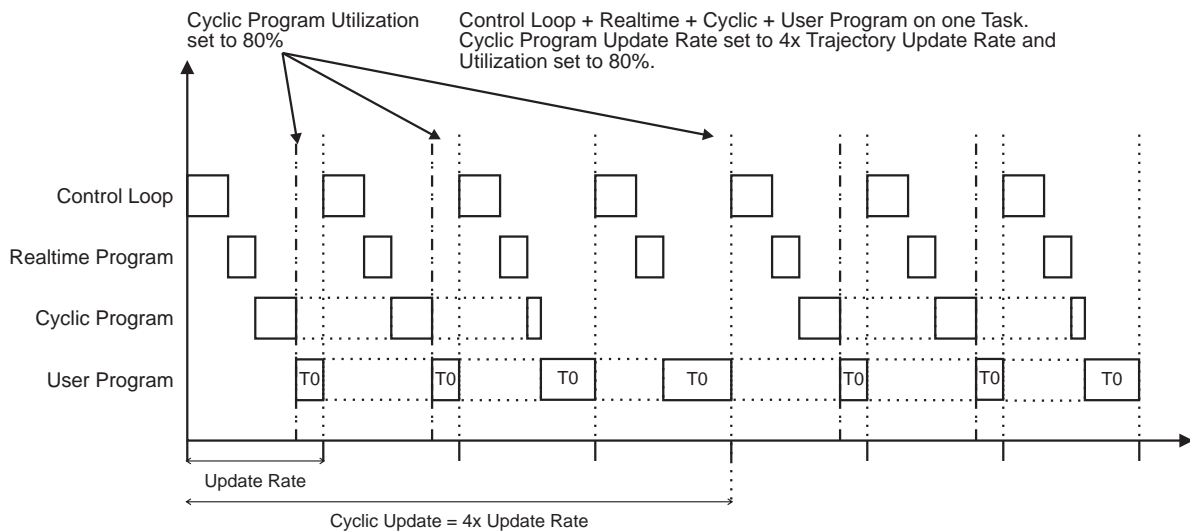 Cyclic Program Utilization
set to 80%
Control Loop + Realtime + Cyclic + User Program on one Task.
Cyclic Program Update Rate set to 4x Trajectory Update Rate and
Utilization set to 80%.
Control Loop
Realtime Program
Cyclic Program
User Program
T0
T0
T0
T0
T0
T0
T0
Update Rate
Cyclic Update = 4x Update Rate